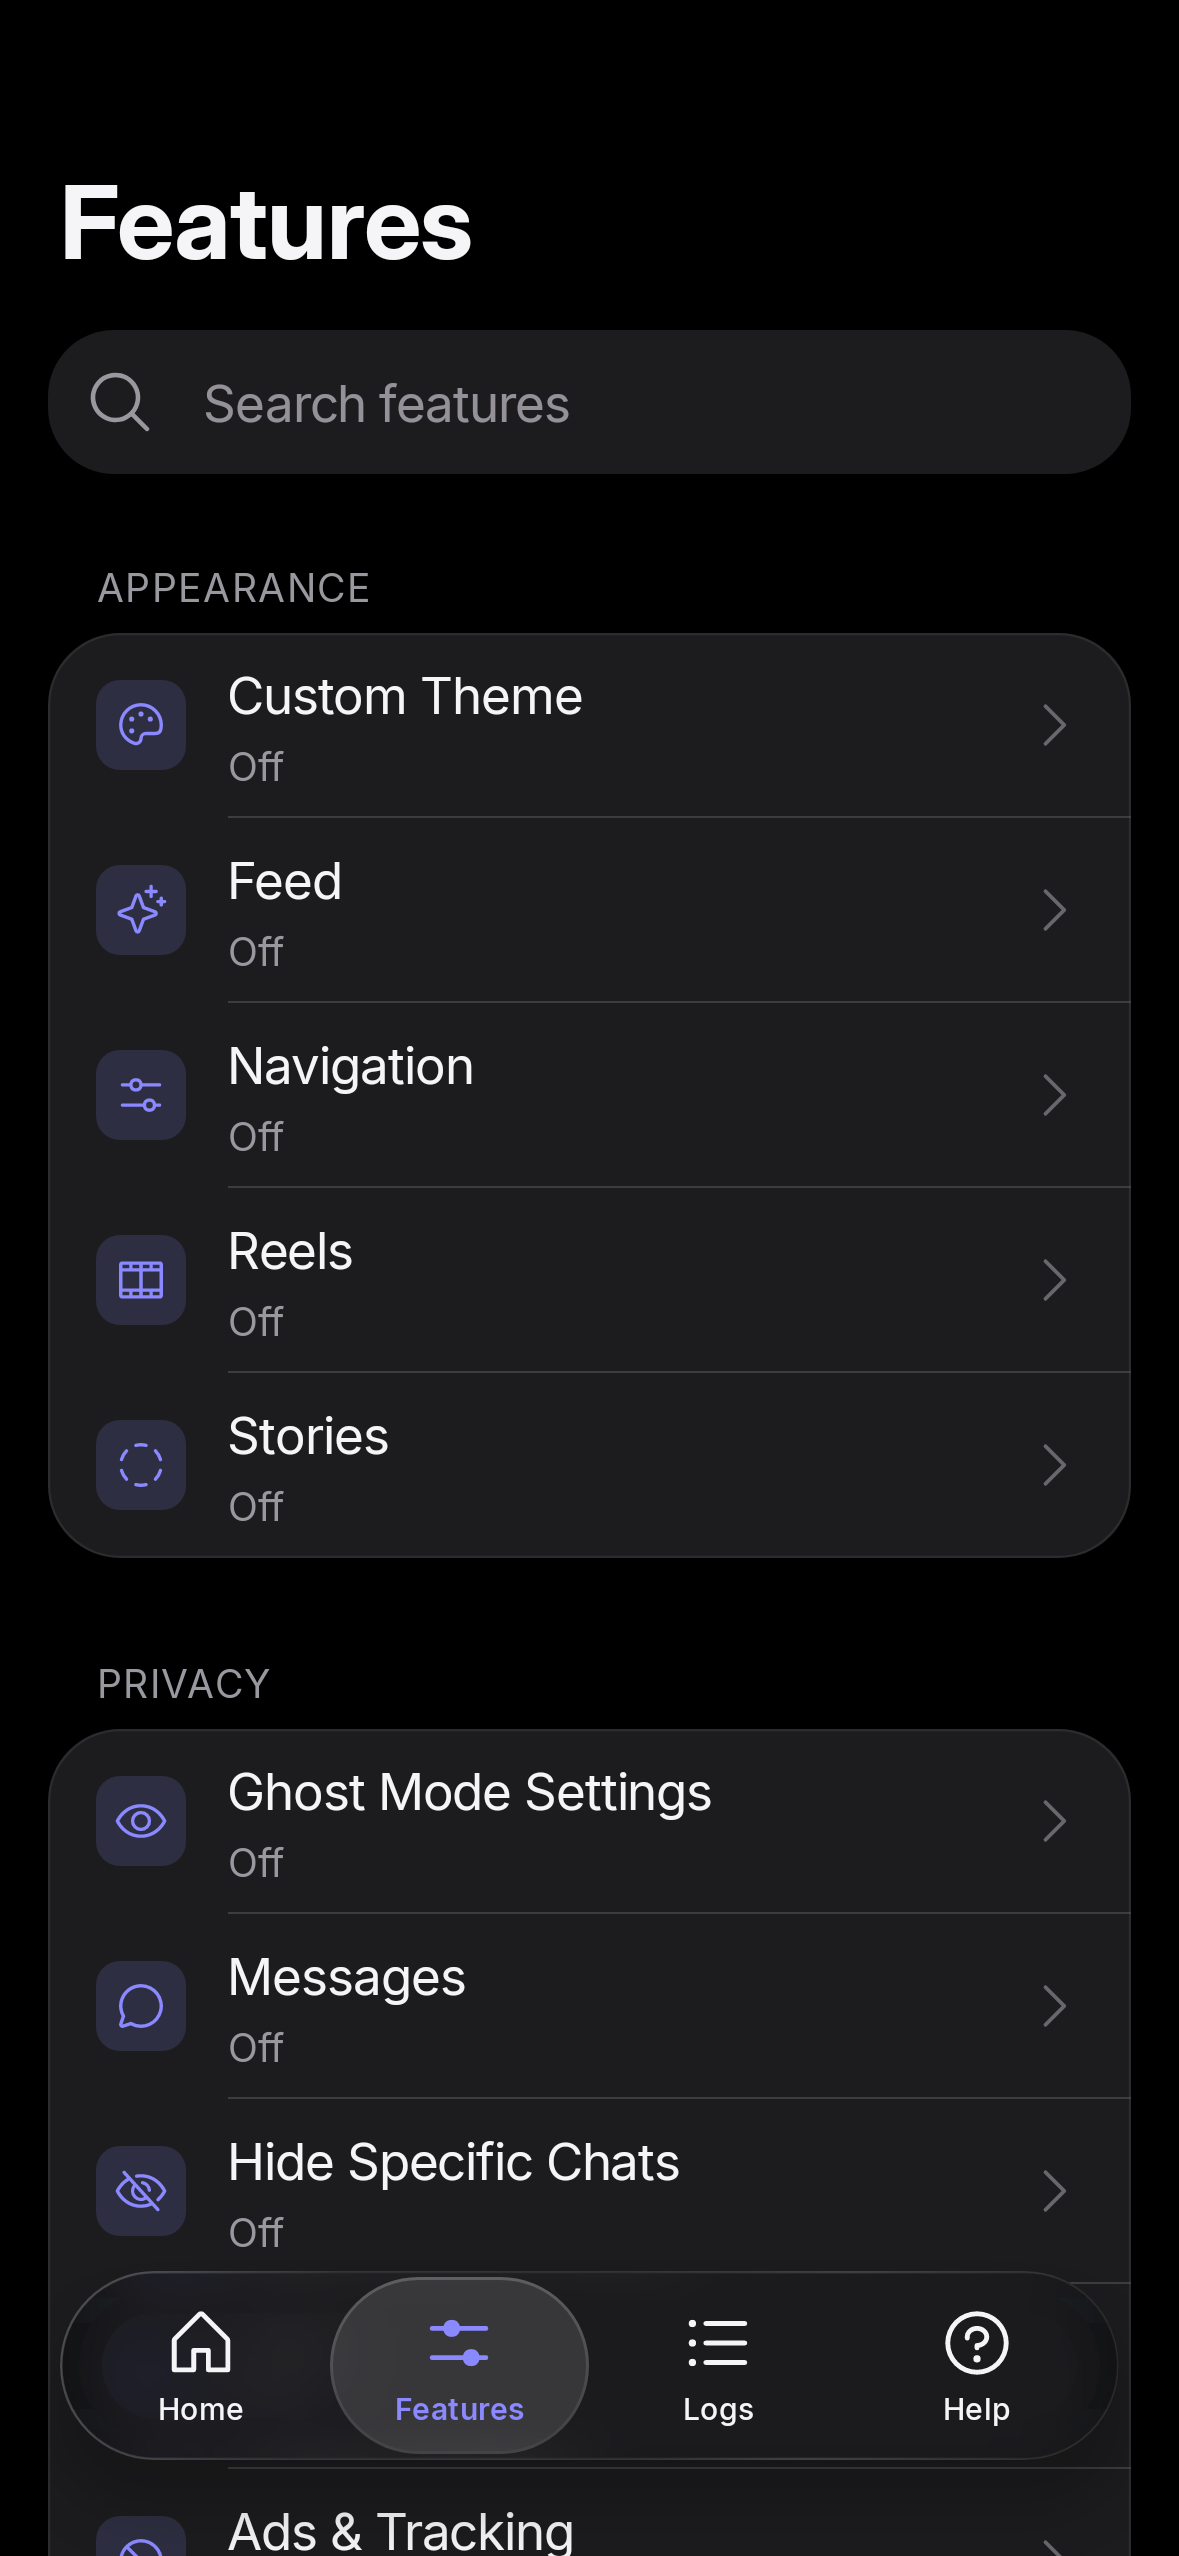 Features
Search features
APPEARANCE
Custom Theme
Off
Feed
Off
Navigation
Off
Reels
Off
Stories
Off
PRIVACY
Ghost Mode Settings
Off
Messages
Off
Hide Specific Chats
Off
Home
Features
Logs
Help
Ads & Tracking